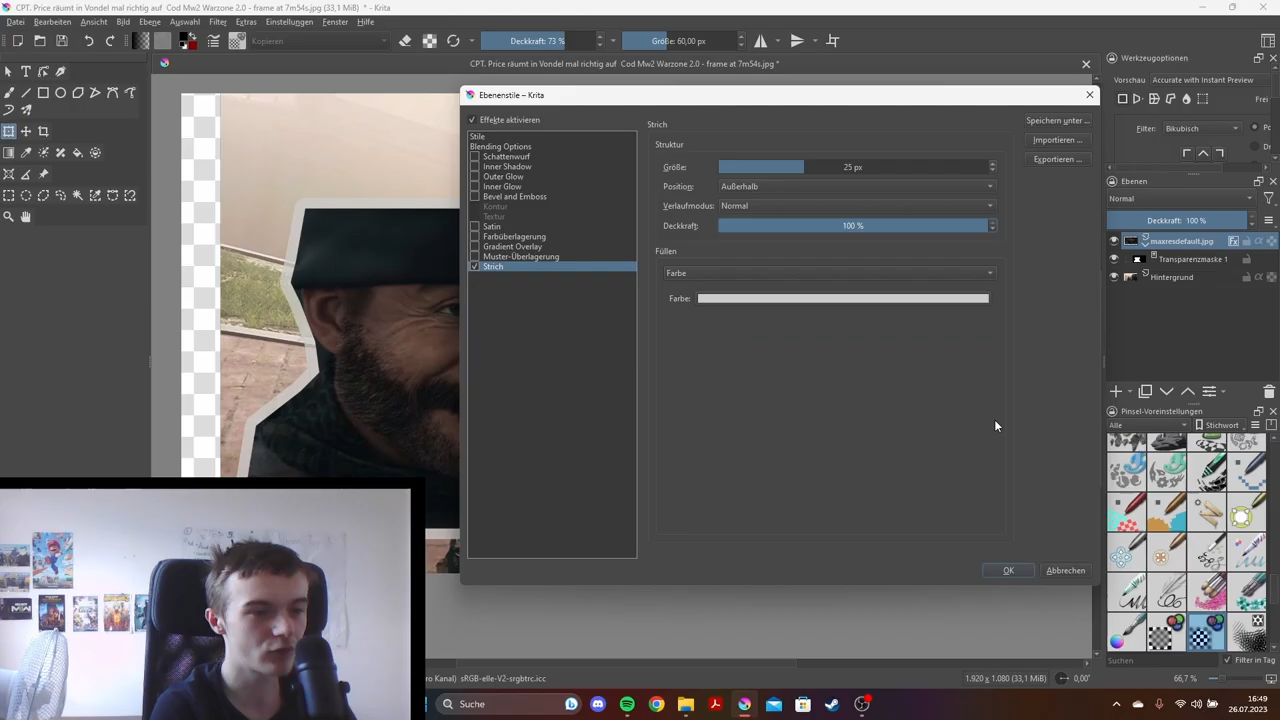 CPT. Price räumt in Vondel mal richtig auf Cod Mw2 Warzone 2.0 - frame at 7m54s.jpg (33,1 MiB) * - Krita
Datei Bearbeiten Ansicht Bild Ebene Auswahl Filter Extras Einstellungen Fenster Hilfe
Kopieren
Deckkraft: 73 %
Größe: 60,00 px
CPT. Price räumt in Vondel mal richtig auf Cod Mw2 Warzone 2.0 - frame at 7m54s.jpg *
Werkzeugoptionen
Vorschau Accurate with Instant Preview
Frei
Filter: Bikubisch
Ebenen
Normal
Deckkraft: 100 %
maxresdefault.jpg
Transparenzmaske 1
Hintergrund
Pinsel-Voreinstellungen
Alle
Stichwort
Suchen
Filter in Tag
Ebenenstile – Krita
Effekte aktivieren
Stile
Blending Options
Schattenwurf
Inner Shadow
Outer Glow
Inner Glow
Bevel and Emboss
Kontur
Textur
Satin
Farbüberlagerung
Gradient Overlay
Muster-Überlagerung
Strich
Strich
Struktur
Größe: 25 px
Position: Außerhalb
Verlaufmodus: Normal
Deckkraft: 100 %
Füllen
Farbe
Farbe:
Speichern unter ...
Importieren ...
Exportieren ...
OK
Abbrechen
o Kanal) sRGB-elle-V2-srgbtrc.icc
1.920 x 1.080 (33,1 MiB)
0,00°
66,7 %
Suche
16:49
26.07.2023